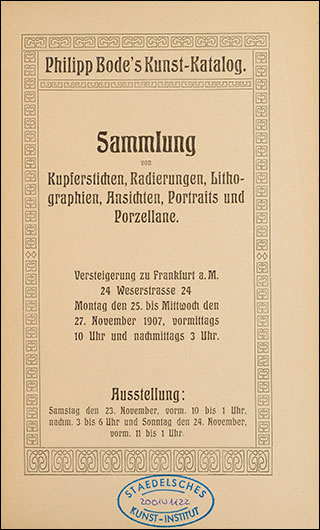 Philipp Bode's Kunst-Katalog.
Sammlung
von
Kupferstichen, Radierungen, Litho-
graphien, Ansichten, Portraits und
Porzellane.
Versteigerung zu Frankfurt a. M.
24 Weserstrasse 24
Montag den 25. bis Mittwoch den
27. November 1907, vormittags
10 Uhr und nachmittags 3 Uhr.
Ausstellung:
Samstag den 23. November, vorm. 10 bis 1 Uhr,
nachm. 3 bis 6 Uhr und Sonntag den 24. November,
vorm. 11 bis 1 Uhr.
STAEDELSCHES
KUNST-INSTITUT